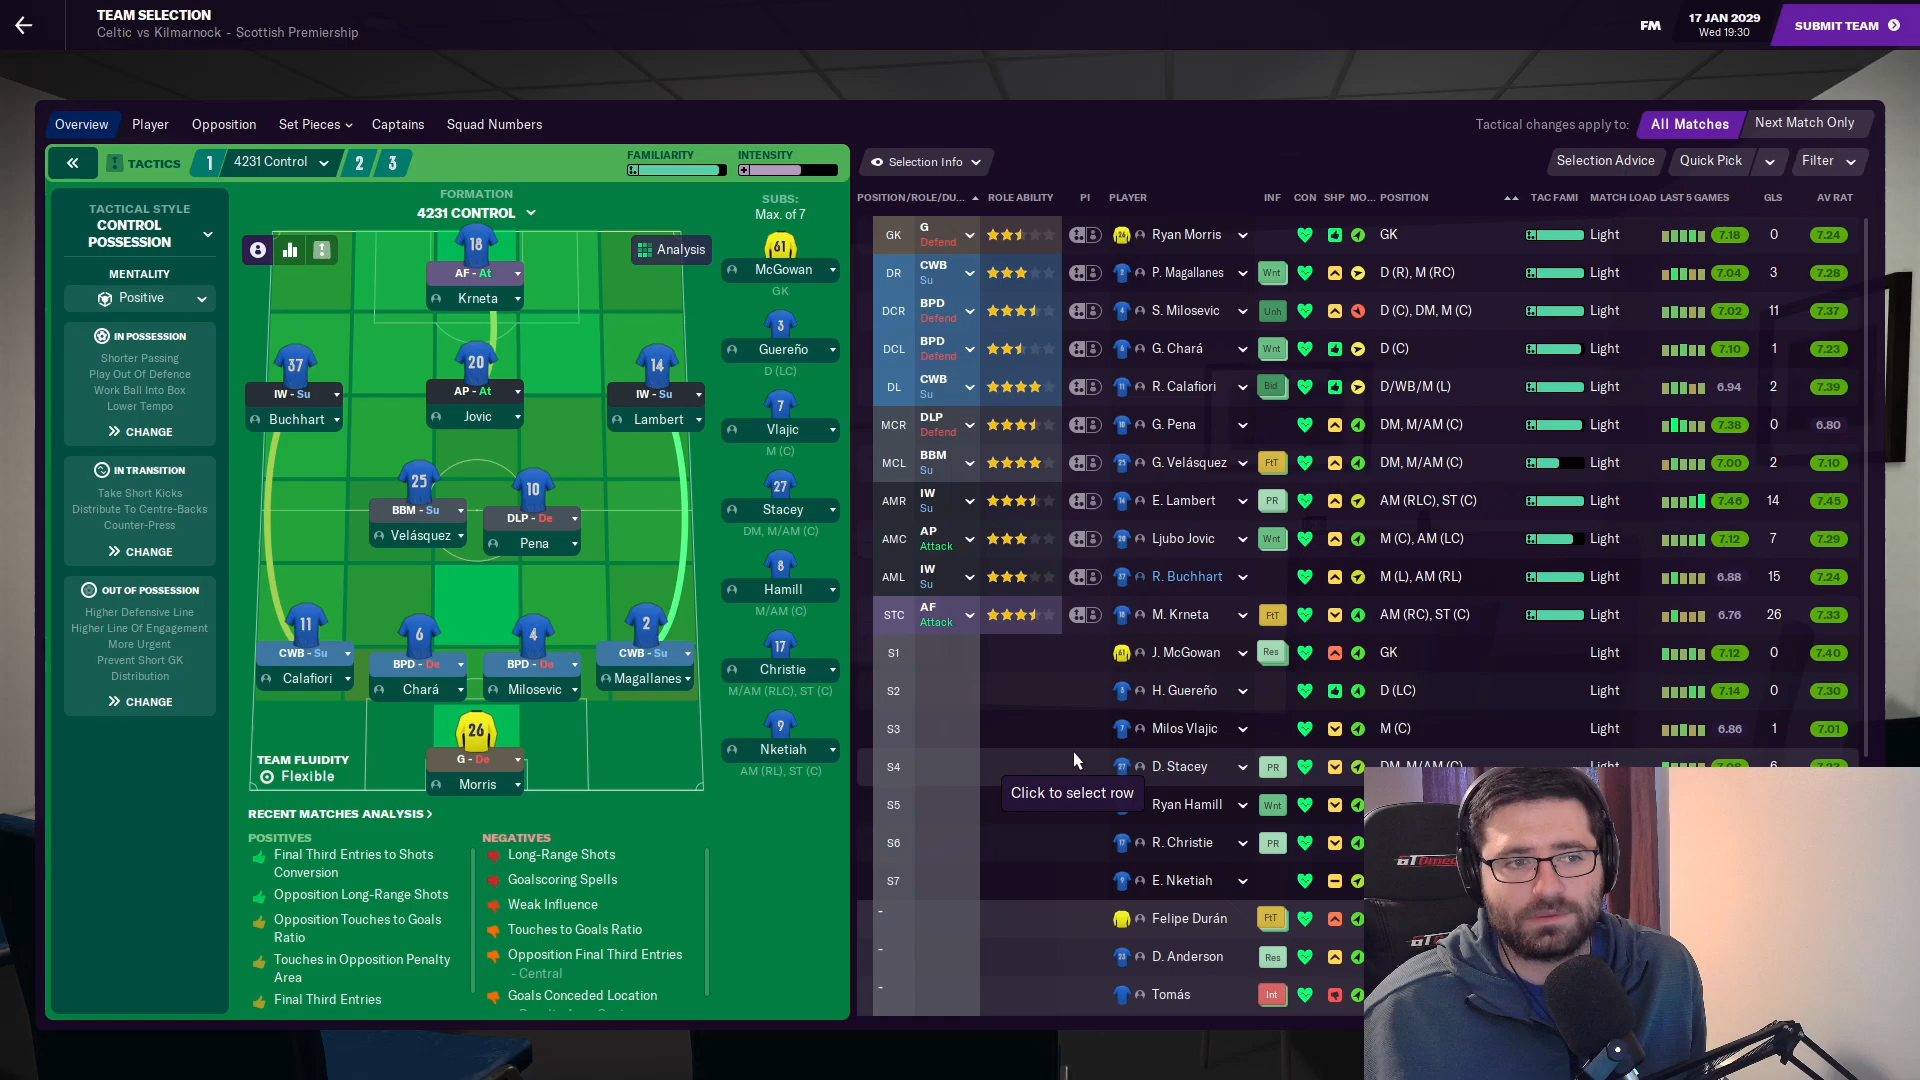 TEAM SELECTION
Celtic vs Kilmarnock - Scottish Premiership
FM
17 JAN 2029
Wed 19:30
SUBMIT TEAM
Overview
Player
Opposition
Set Pieces
Captains
Squad Numbers
Tactical changes apply to:
All Matches
Next Match Only
TACTICS
1
4231 Control
2
3
FAMILIARITY
INTENSITY
TACTICAL STYLE
CONTROL
POSSESSION
MENTALITY
Positive
IN POSSESSION
Shorter Passing
Play Out Of Defence
Work Ball Into Box
Lower Tempo
CHANGE
IN TRANSITION
Take Short Kicks
Distribute To Centre-Backs
Counter-Press
CHANGE
OUT OF POSSESSION
Higher Defensive Line
Higher Line Of Engagement
More Urgent
Prevent Short GK
Distribution
CHANGE
FORMATION
4231 CONTROL
Analysis
18
AF - At
Krneta
37
IW - Su
Buchhart
20
AP - At
Jovic
14
IW - Su
Lambert
25
BBM - Su
Velásquez
10
DLP - De
Pena
11
CWB - Su
Calafiori
6
BPD - De
Chará
4
BPD - De
Milosevic
2
CWB - Su
Magallanes
26
G - De
Morris
TEAM FLUIDITY
Flexible
SUBS:
Max. of 7
61
McGowan
GK
3
Guereño
D (LC)
7
Vlajic
M (C)
27
Stacey
DM, M/AM (C)
8
Hamill
M/AM (C)
17
Christie
M/AM (RLC), ST (C)
9
Nketiah
AM (RL), ST (C)
RECENT MATCHES ANALYSIS
POSITIVES
Final Third Entries to Shots
Conversion
Opposition Long-Range Shots
Opposition Touches to Goals
Ratio
Touches in Opposition Penalty
Area
Final Third Entries
NEGATIVES
Long-Range Shots
Goalscoring Spells
Weak Influence
Touches to Goals Ratio
Opposition Final Third Entries
- Central
Goals Conceded Location
Selection Info
Selection Advice
Quick Pick
Filter
POSITION/ROLE/DU... ROLE ABILITY PI PLAYER INF CON SHP MO... POSITION TAC FAMI MATCH LOAD LAST 5 GAMES GLS AV RAT
GK G Defend Ryan Morris GK Light 7.18 0 7.24
DR CWB Su P. Magallanes Wnt D (R), M (RC) Light 7.04 3 7.28
DCR BPD Defend S. Milosevic Unh D (C), DM, M (C) Light 7.02 11 7.37
DCL BPD Defend G. Chará Wnt D (C) Light 7.10 1 7.23
DL CWB Su R. Calafiori Bid D/WB/M (L) Light 6.94 2 7.39
MCR DLP Defend G. Pena DM, M/AM (C) Light 7.38 0 6.80
MCL BBM Su G. Velásquez FtT DM, M/AM (C) Light 7.00 2 7.10
AMR IW Su E. Lambert PR AM (RLC), ST (C) Light 7.46 14 7.45
AMC AP Attack Ljubo Jovic Wnt M (C), AM (LC) Light 7.12 7 7.29
AML IW Su R. Buchhart M (L), AM (RL) Light 6.88 15 7.24
STC AF Attack M. Krneta FtT AM (RC), ST (C) Light 6.76 26 7.33
S1 J. McGowan Res GK Light 7.12 0 7.40
S2 H. Guereño D (LC) Light 7.14 0 7.30
S3 Milos Vlajic M (C) Light 6.86 1 7.01
S4 D. Stacey PR DM, M/AM (C) Light
Click to select row
S5 Ryan Hamill Wnt
S6 R. Christie PR
S7 E. Nketiah
- Felipe Durán FtT
- D. Anderson Res
- Tomás Int